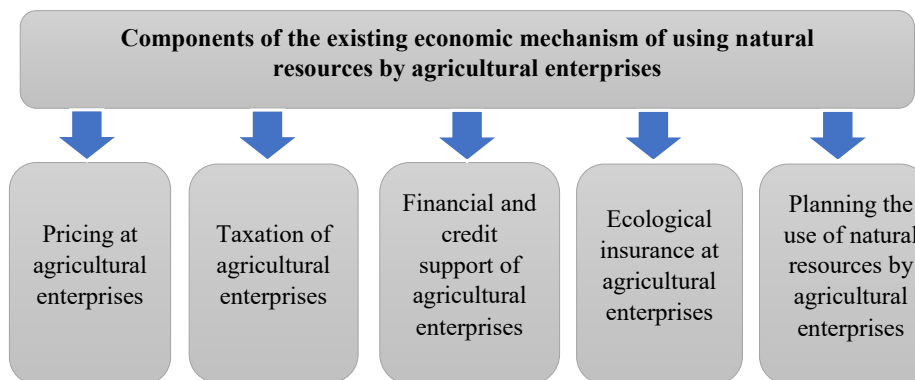 Components of the existing economic mechanism of using natural
resources by agricultural enterprises
Pricing at
agricultural
enterprises
Taxation of
agricultural
enterprises
Financial and
credit
support of
agricultural
enterprises
Ecological
insurance at
agricultural
enterprises
Planning the
use of natural
resources by
agricultural
enterprises